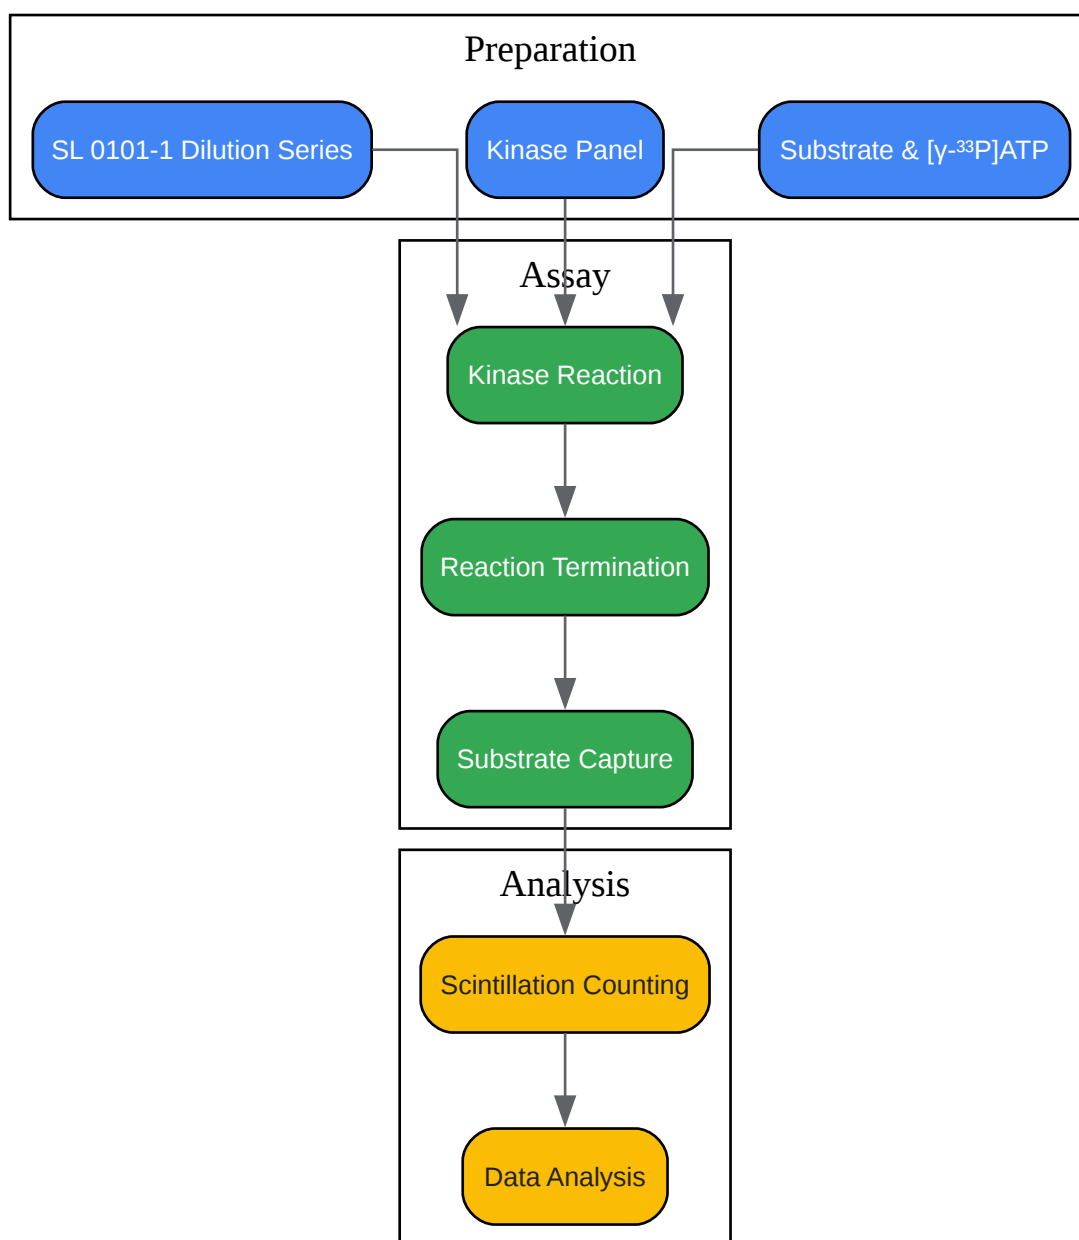 Preparation
SL 0101-1 Dilution Series
Kinase Panel
Substrate & [γ-³³P]ATP
Assay
Kinase Reaction
Reaction Termination
Substrate Capture
Analysis
Scintillation Counting
Data Analysis